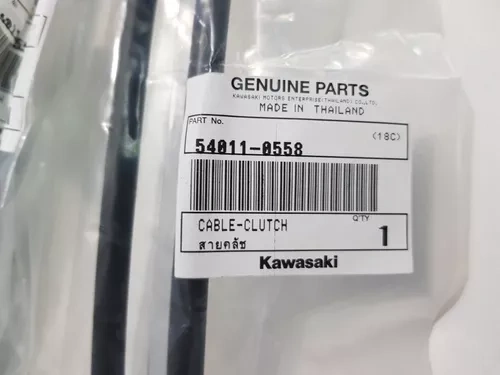 GENUINE PARTS
KAWASAKI MOTORS ENTERPRISE(THAILAND) CO.,LTD.
MADE IN THAILAND
PART No.
54011-0558 (18C)
CABLE-CLUTCH Q'TY
สายคลัช 1
Kawasaki